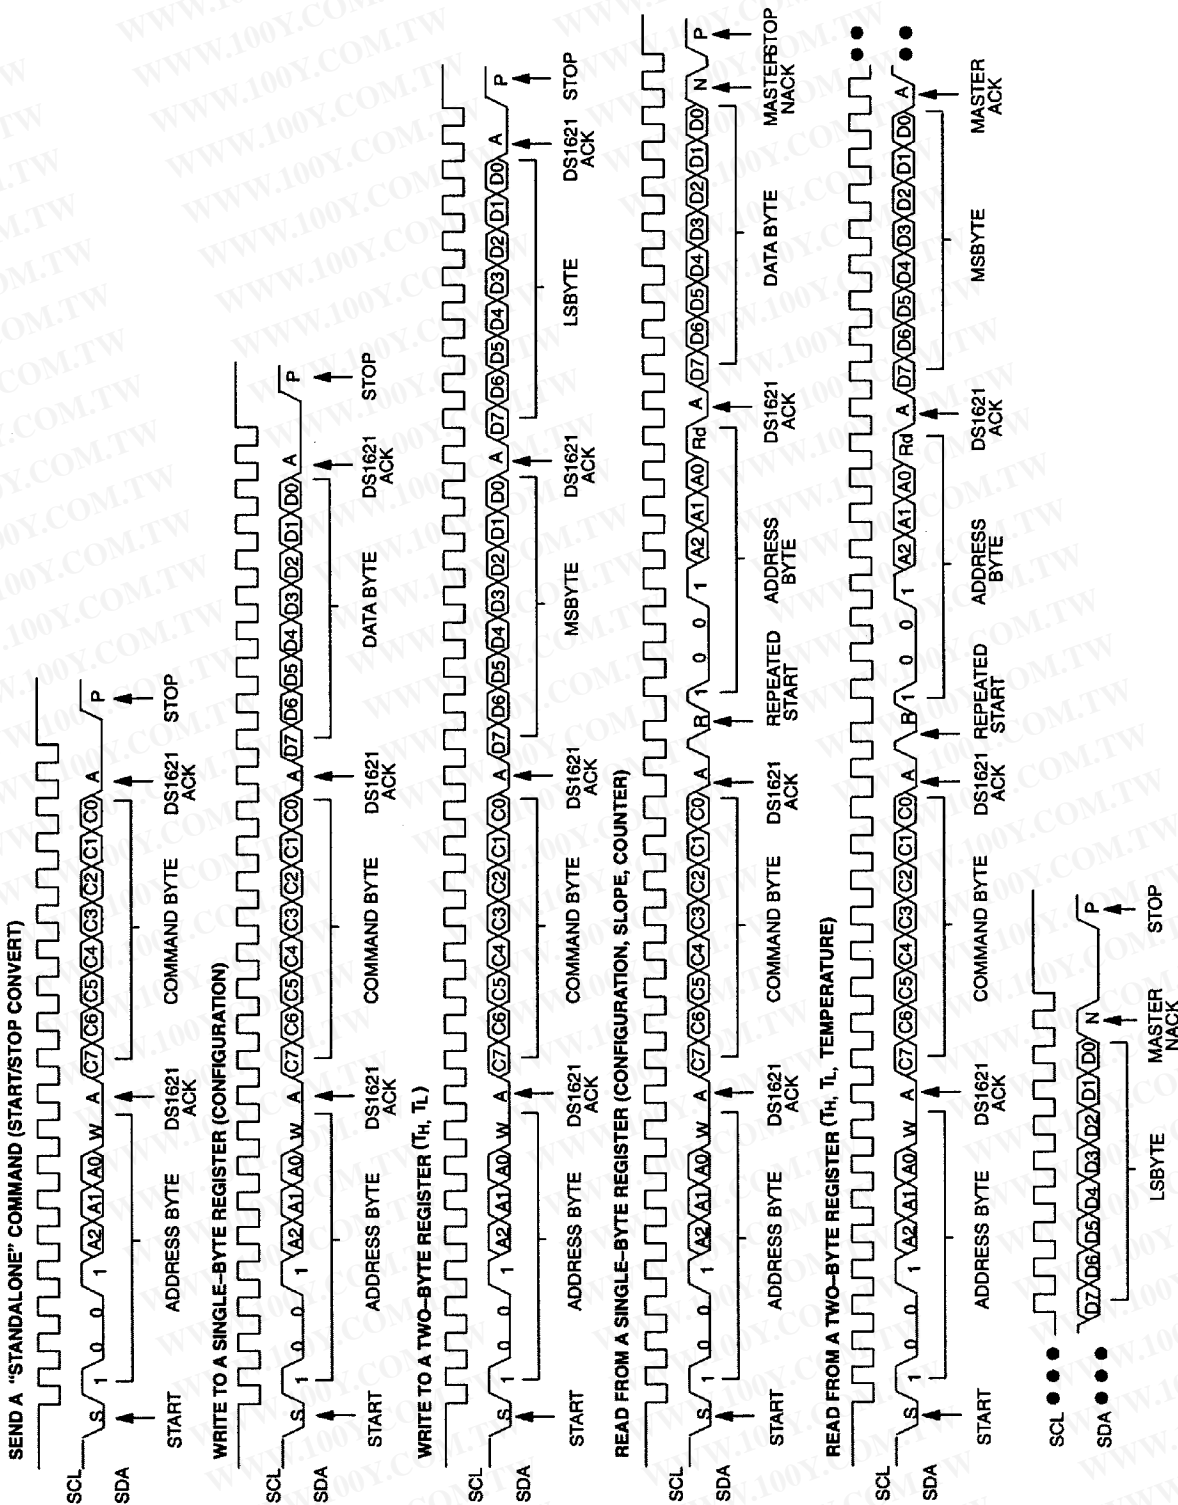 SEND A “STANDALONE” COMMAND (START/STOP CONVERT)
SCL
SDA
S 1 0 0 1 A2 A1 A0 W A C7 C6 C5 C4 C3 C2 C1 C0 A P
START ADDRESS BYTE DS1621 ACK COMMAND BYTE DS1621 ACK STOP
WRITE TO A SINGLE–BYTE REGISTER (CONFIGURATION)
SCL
SDA
S 1 0 0 1 A2 A1 A0 W A C7 C6 C5 C4 C3 C2 C1 C0 A D7 D6 D5 D4 D3 D2 D1 D0 A P
START ADDRESS BYTE DS1621 ACK COMMAND BYTE DS1621 ACK DATA BYTE DS1621 ACK STOP
WRITE TO A TWO–BYTE REGISTER (TH, TL)
SCL
SDA
S 1 0 0 1 A2 A1 A0 W A C7 C6 C5 C4 C3 C2 C1 C0 A D7 D6 D5 D4 D3 D2 D1 D0 A D7 D6 D5 D4 D3 D2 D1 D0 A P
START ADDRESS BYTE DS1621 ACK COMMAND BYTE DS1621 ACK MSBYTE DS1621 ACK LSBYTE DS1621 ACK STOP
READ FROM A SINGLE–BYTE REGISTER (CONFIGURATION, SLOPE, COUNTER)
SCL
SDA
S 1 0 0 1 A2 A1 A0 W A C7 C6 C5 C4 C3 C2 C1 C0 A R 1 0 0 1 A2 A1 A0 Rd A D7 D6 D5 D4 D3 D2 D1 D0 N P
START ADDRESS BYTE DS1621 ACK COMMAND BYTE DS1621 ACK REPEATED START ADDRESS BYTE DS1621 ACK DATA BYTE MASTER NACK STOP
READ FROM A TWO–BYTE REGISTER (TH, TL, TEMPERATURE)
SCL
SDA
S 1 0 0 1 A2 A1 A0 W A C7 C6 C5 C4 C3 C2 C1 C0 A R 1 0 0 1 A2 A1 A0 Rd A D7 D6 D5 D4 D3 D2 D1 D0 A
START ADDRESS BYTE DS1621 ACK COMMAND BYTE DS1621 ACK REPEATED START ADDRESS BYTE DS1621 ACK MSBYTE MASTER ACK
SCL
SDA
D7 D6 D5 D4 D3 D2 D1 D0 N P
LSBYTE MASTER NACK STOP
WWW.100Y.COM.TW